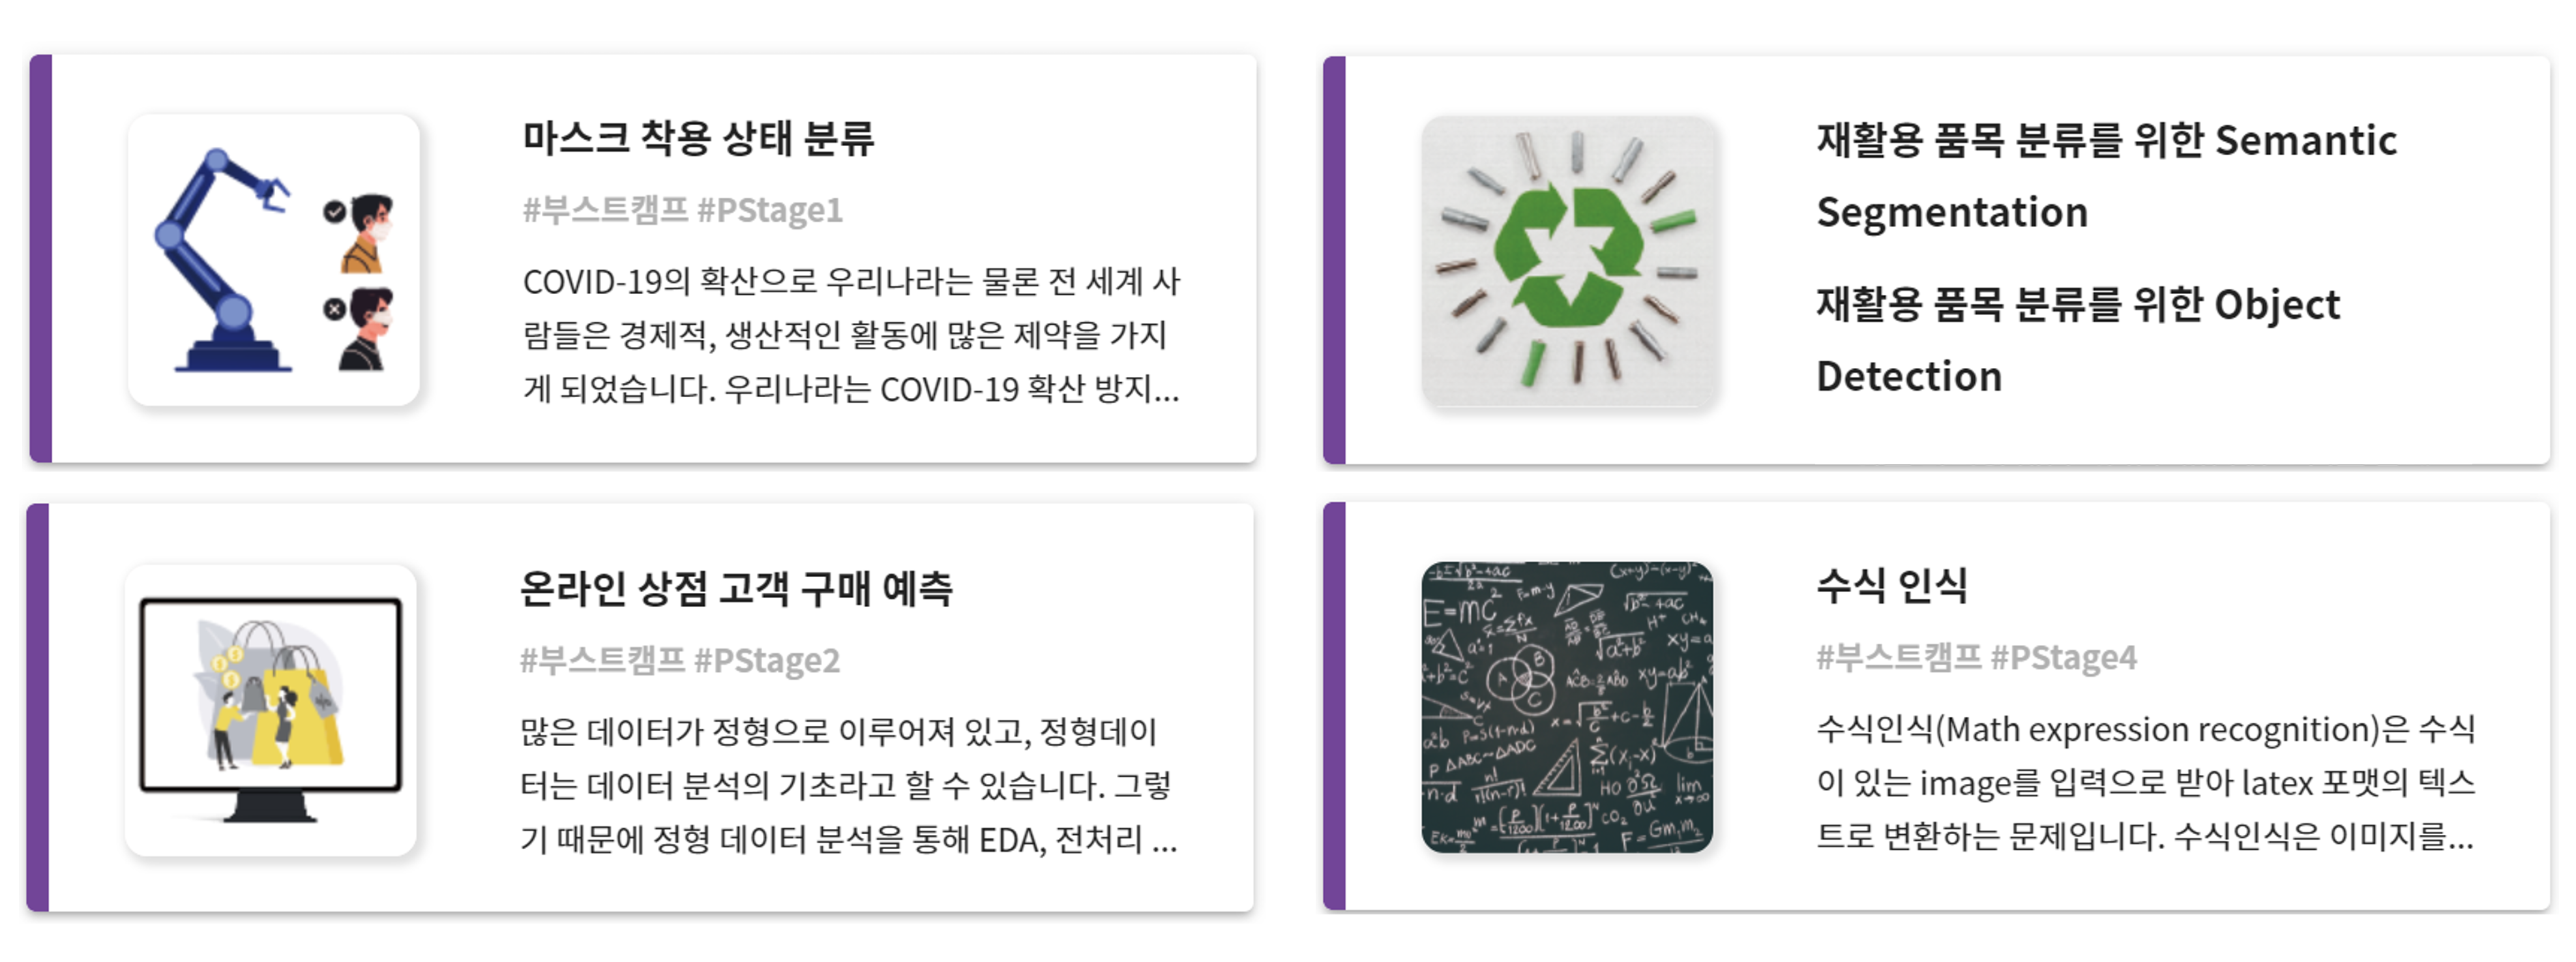 마스크 착용 상태 분류
#부스트캠프 #PStage1
COVID-19의 확산으로 우리나라는 물론 전 세계 사
람들은 경제적, 생산적인 활동에 많은 제약을 가지
게 되었습니다. 우리나라는 COVID-19 확산 방지...
재활용 품목 분류를 위한 Semantic
Segmentation
재활용 품목 분류를 위한 Object
Detection
온라인 상점 고객 구매 예측
#부스트캠프 #PStage2
많은 데이터가 정형으로 이루어져 있고, 정형데이
터는 데이터 분석의 기초라고 할 수 있습니다. 그렇
기 때문에 정형 데이터 분석을 통해 EDA, 전처리 ...
E=mc²
수식 인식
#부스트캠프 #PStage4
수식인식(Math expression recognition)은 수식
이 있는 image를 입력으로 받아 latex 포맷의 텍스
트로 변환하는 문제입니다. 수식인식은 이미지를...